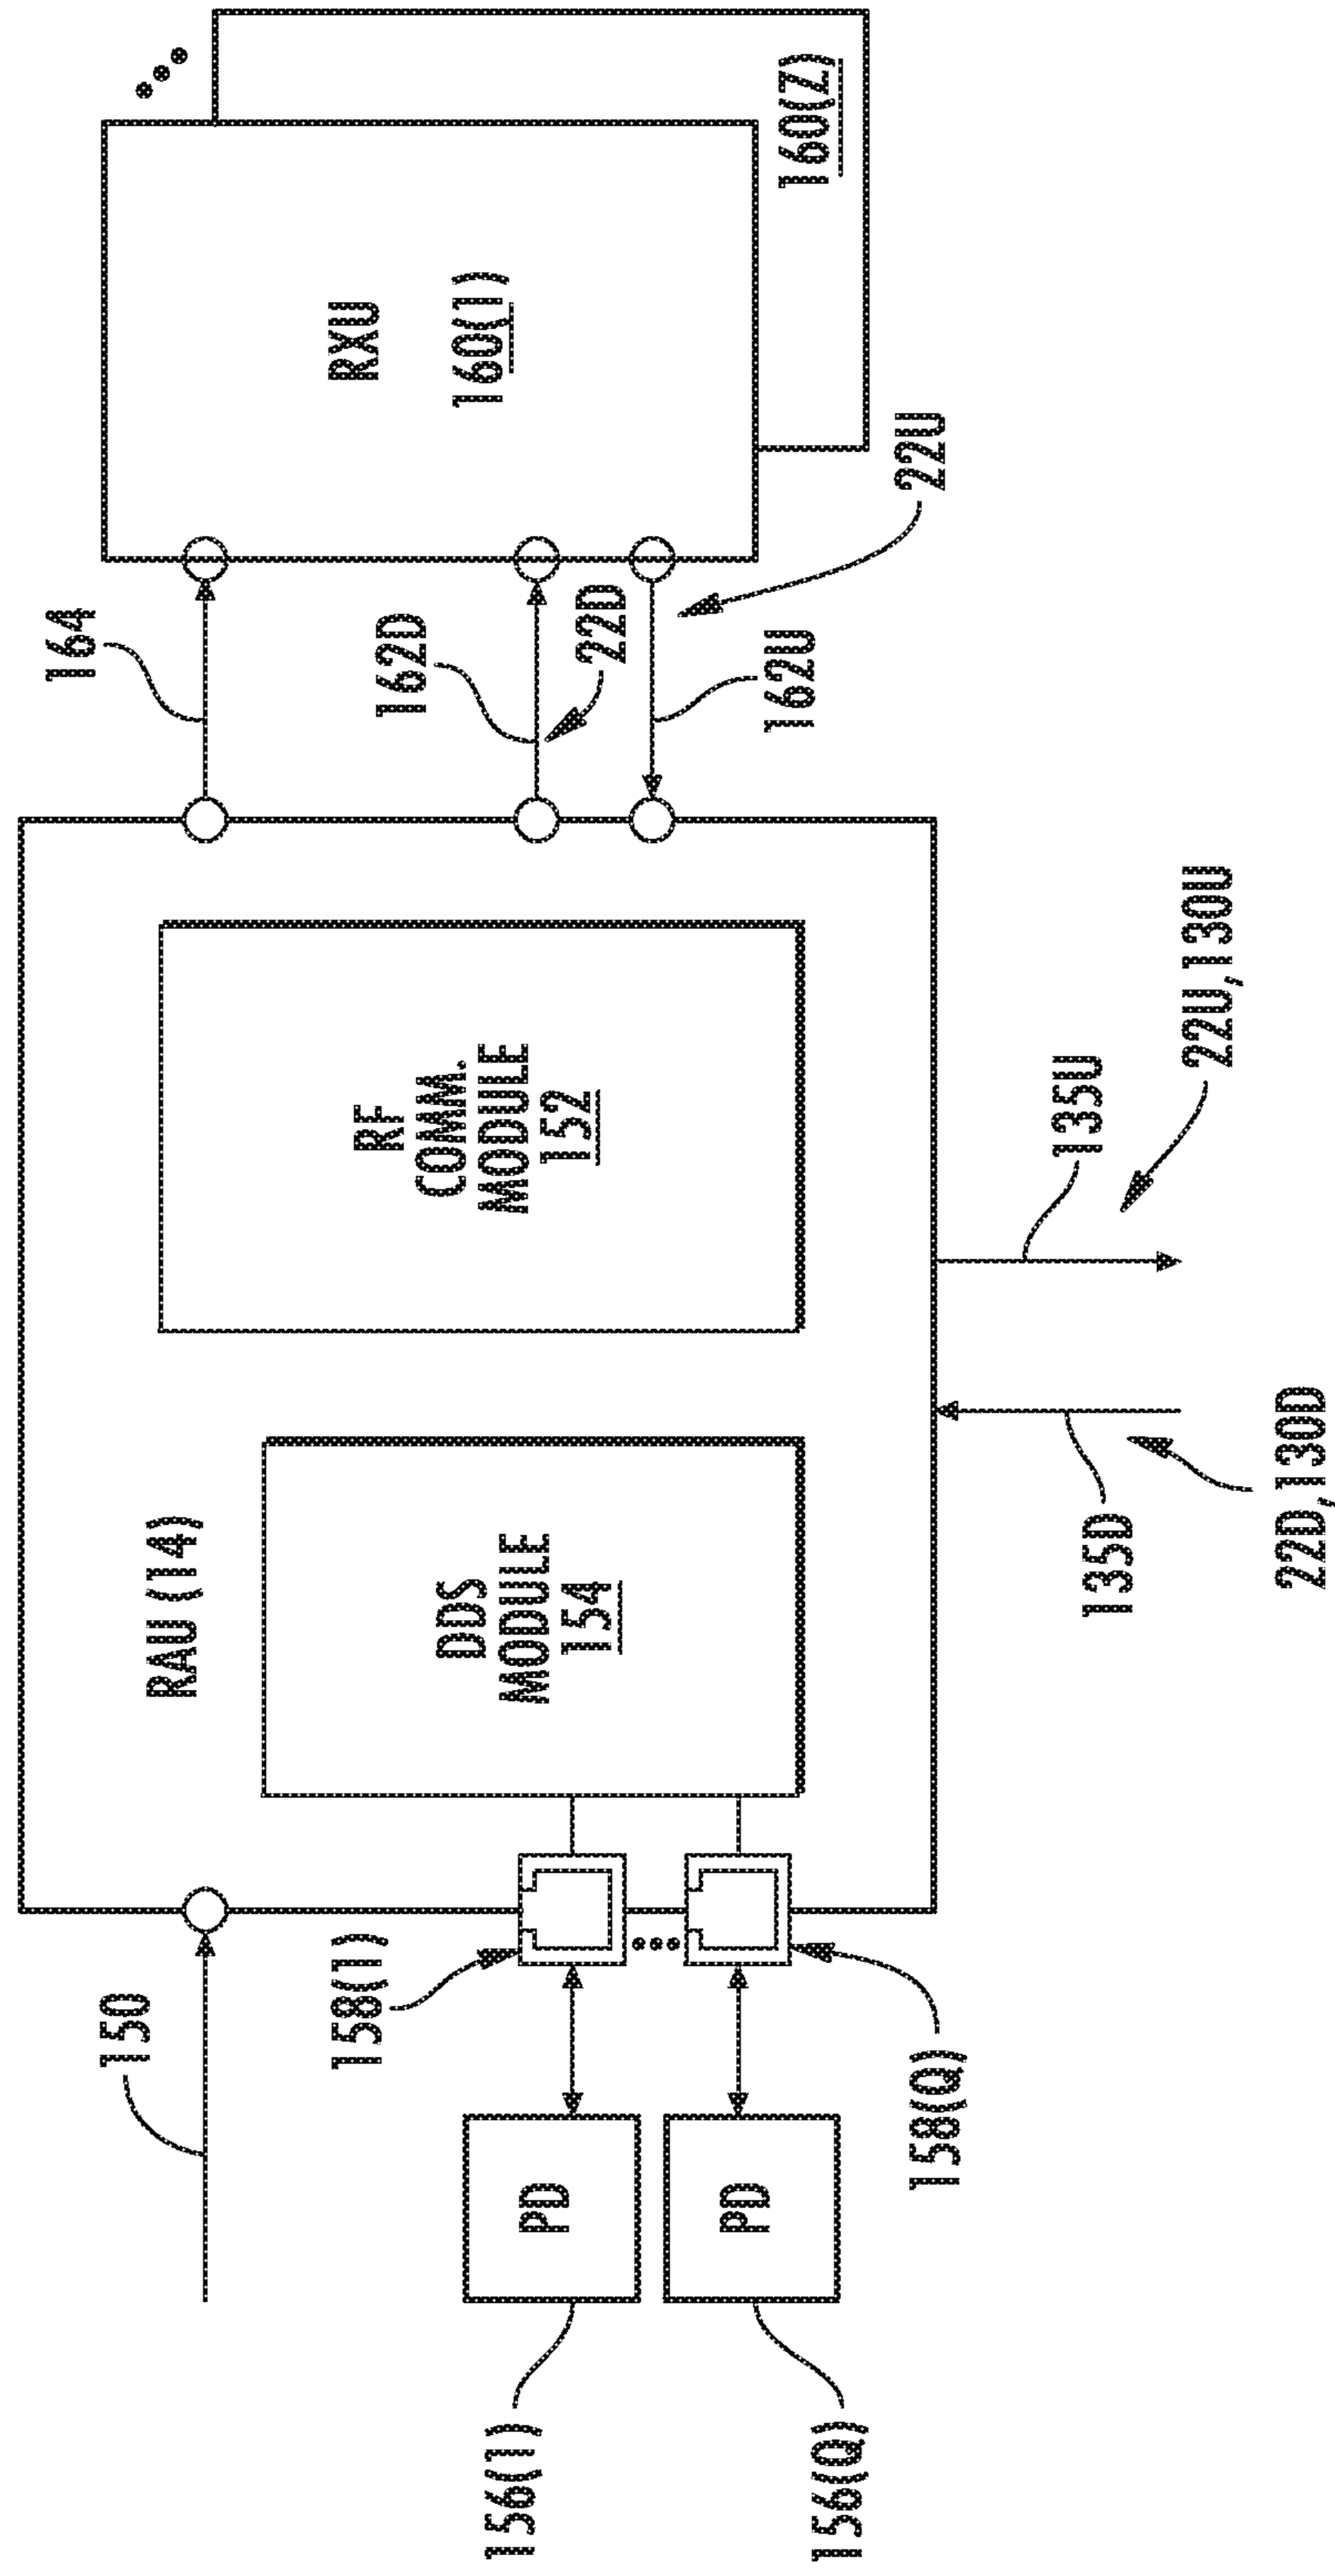 150
RAU (14)
164
RXU
160(1)
160(Z)
158(1)
DDS
MODULE
154
RF
COMM.
MODULE
152
162D
22D
162U
22U
PD
PD
156(1)
156(Q)
158(Q)
135D
22D,130D
135U
22U,130U